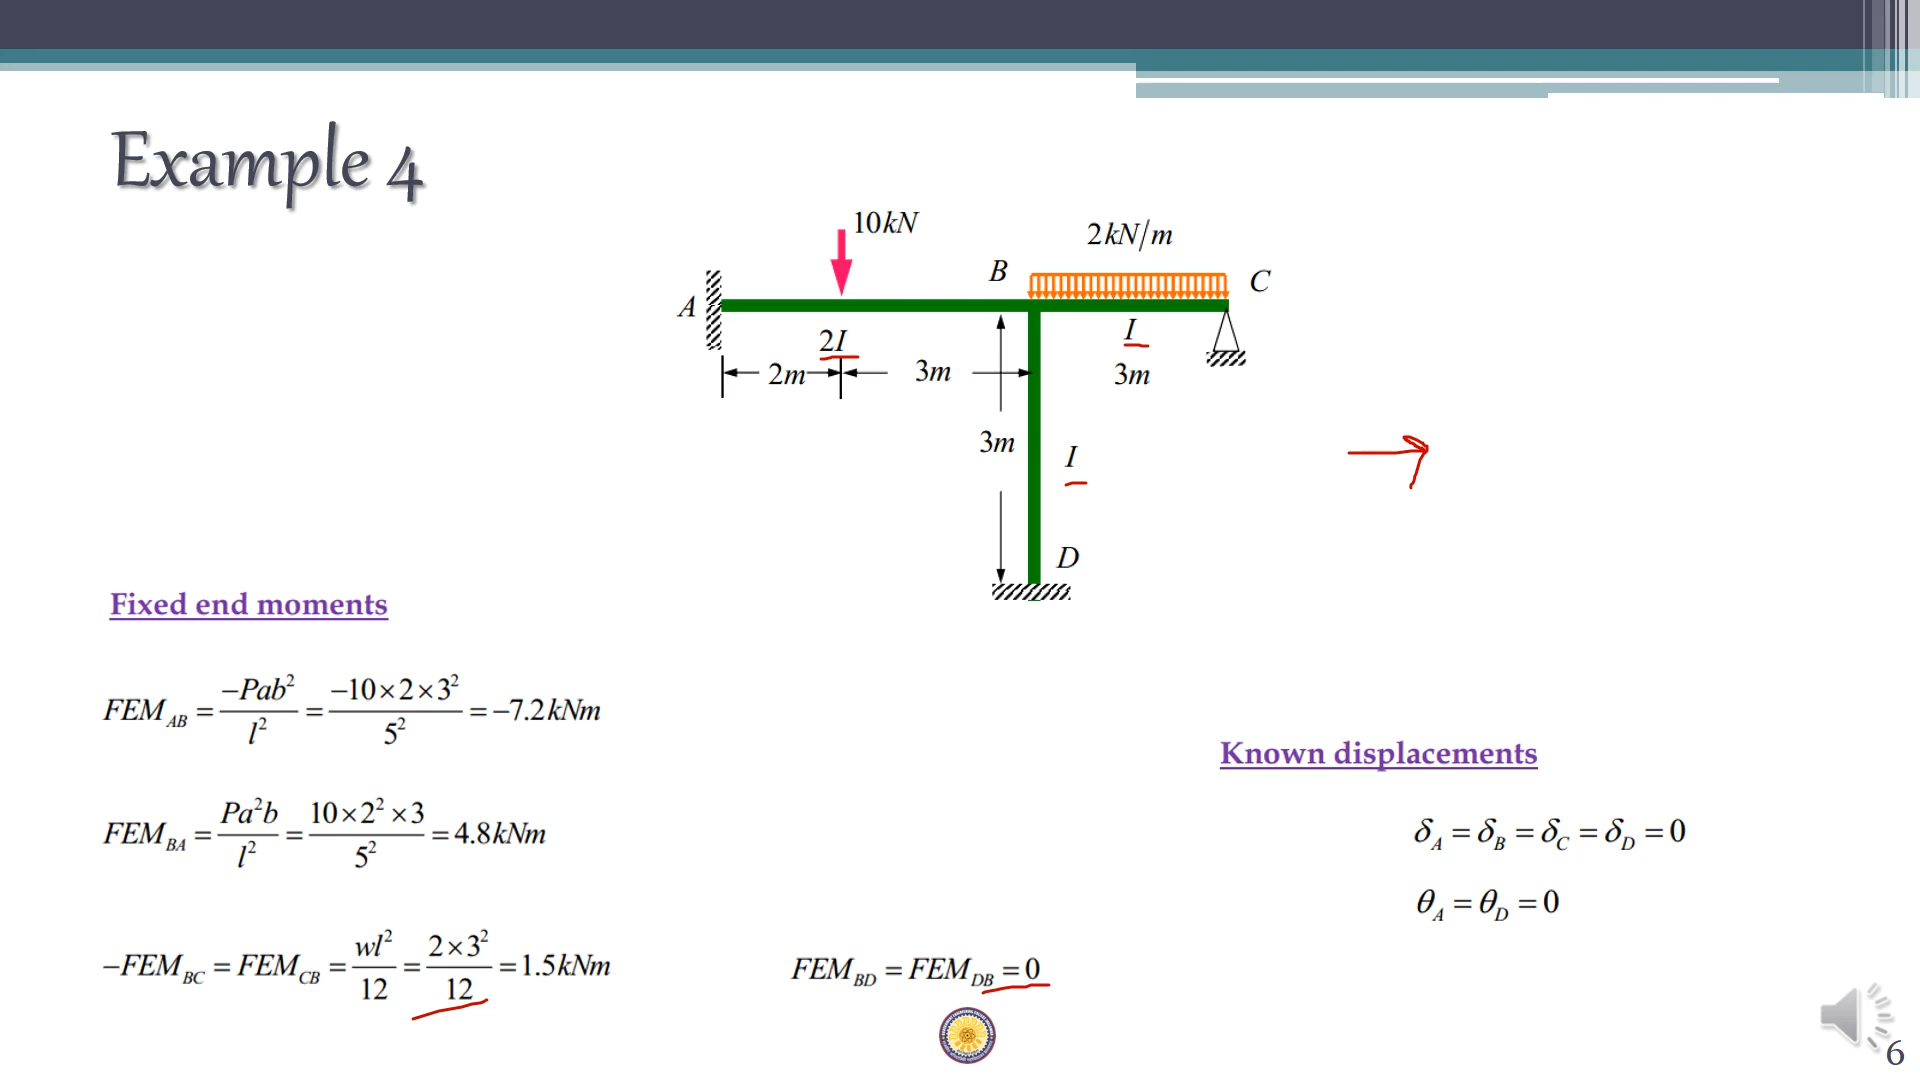 Example 4
10kN
2kN/m
B
C
A
2I
I
2m
3m
3m
3m
I
D
Fixed end moments
FEM_AB = −Pab²/l² = −10×2×3²/5² = −7.2kNm
Known displacements
FEM_BA = Pa²b/l² = 10×2²×3/5² = 4.8kNm
δ_A = δ_B = δ_C = δ_D = 0
θ_A = θ_D = 0
−FEM_BC = FEM_CB = wl²/12 = 2×3²/12 = 1.5kNm
FEM_BD = FEM_DB = 0
6